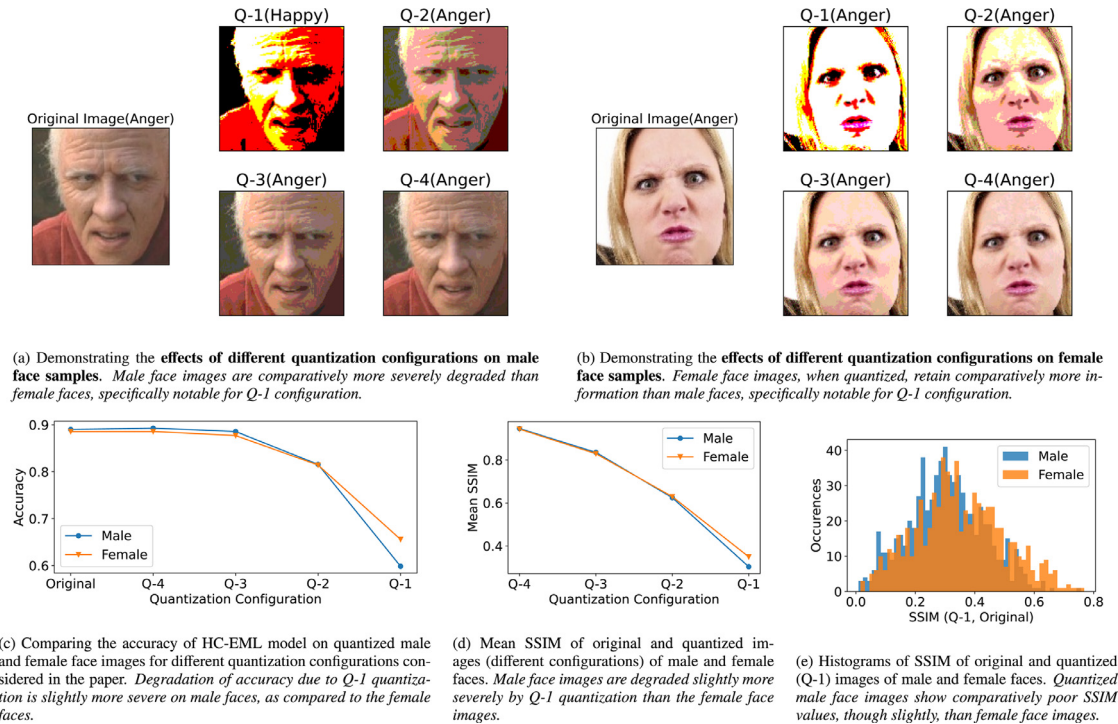 Q-1(Happy)
Q-2(Anger)
Original Image(Anger)
Q-3(Anger)
Q-4(Anger)
Q-1(Anger)
Q-2(Anger)
Original Image(Anger)
Q-3(Anger)
Q-4(Anger)
(a) Demonstrating the effects of different quantization configurations on male
face samples. Male face images are comparatively more severely degraded than
female faces, specifically notable for Q-1 configuration.
(b) Demonstrating the effects of different quantization configurations on female
face samples. Female face images, when quantized, retain comparatively more in-
formation than male faces, specifically notable for Q-1 configuration.
0.9
0.8
0.7
0.6
Accuracy
Male
Female
Original
Q-4
Q-3
Q-2
Q-1
Quantization Configuration
0.8
0.6
0.4
Mean SSIM
Male
Female
Q-4
Q-3
Q-2
Q-1
Quantization Configuration
40
30
20
10
0
Occurences
Male
Female
0.0
0.2
0.4
0.6
0.8
SSIM (Q-1, Original)
(c) Comparing the accuracy of HC-EML model on quantized male
and female face images for different quantization configurations con-
sidered in the paper. Degradation of accuracy due to Q-1 quantiza-
tion is slightly more severe on male faces, as compared to the female
faces.
(d) Mean SSIM of original and quantized im-
ages (different configurations) of male and female
faces. Male face images are degraded slightly more
severely by Q-1 quantization than the female face
images.
(e) Histograms of SSIM of original and quantized
(Q-1) images of male and female faces. Quantized
male face images show comparatively poor SSIM
values, though slightly, than female face images.